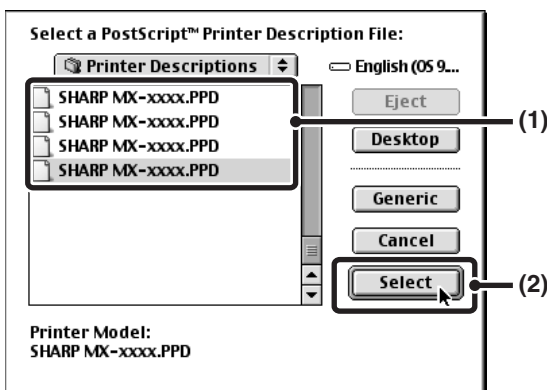 Select a PostScript™ Printer Description File:
Printer Descriptions
English (OS 9....
SHARP MX-xxxx.PPD
SHARP MX-xxxx.PPD
SHARP MX-xxxx.PPD
SHARP MX-xxxx.PPD
Eject
Desktop
Generic
Cancel
Select
(1)
(2)
Printer Model:
SHARP MX-xxxx.PPD